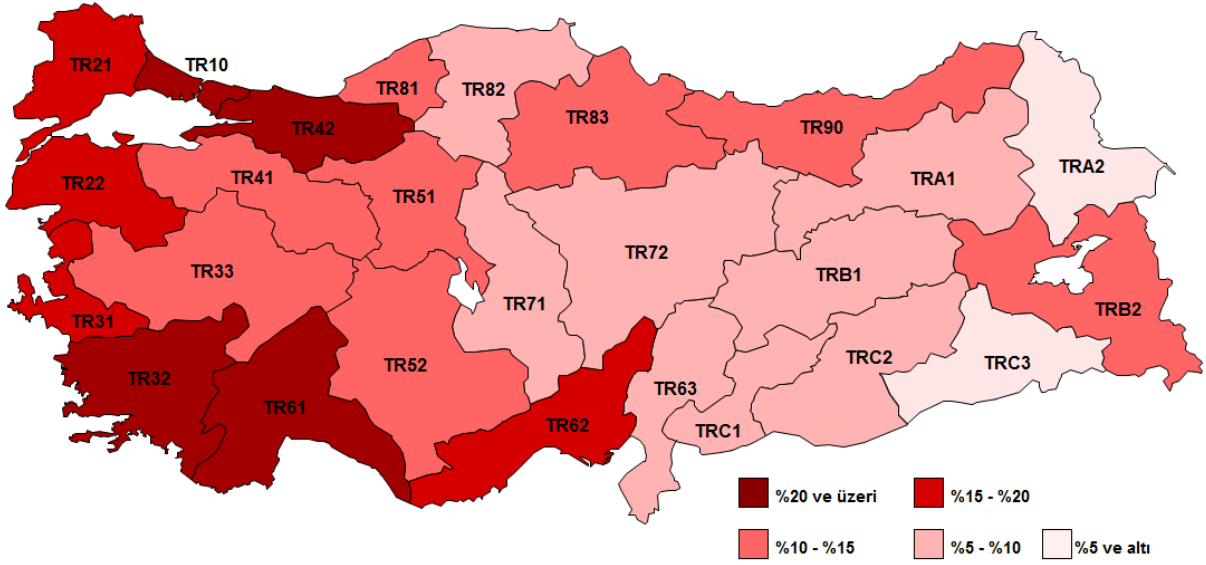 TR21
TR10
TR81
TR82
TR42
TR83
TR90
TR22
TR41
TR51
TRA1
TRA2
TR33
TR72
TRB1
TR71
TRB2
TR31
TR32
TR52
TRC2
TRC3
TR63
TR61
TR62
TRC1
%20 ve üzeri
%15 - %20
%10 - %15
%5 - %10
%5 ve altı